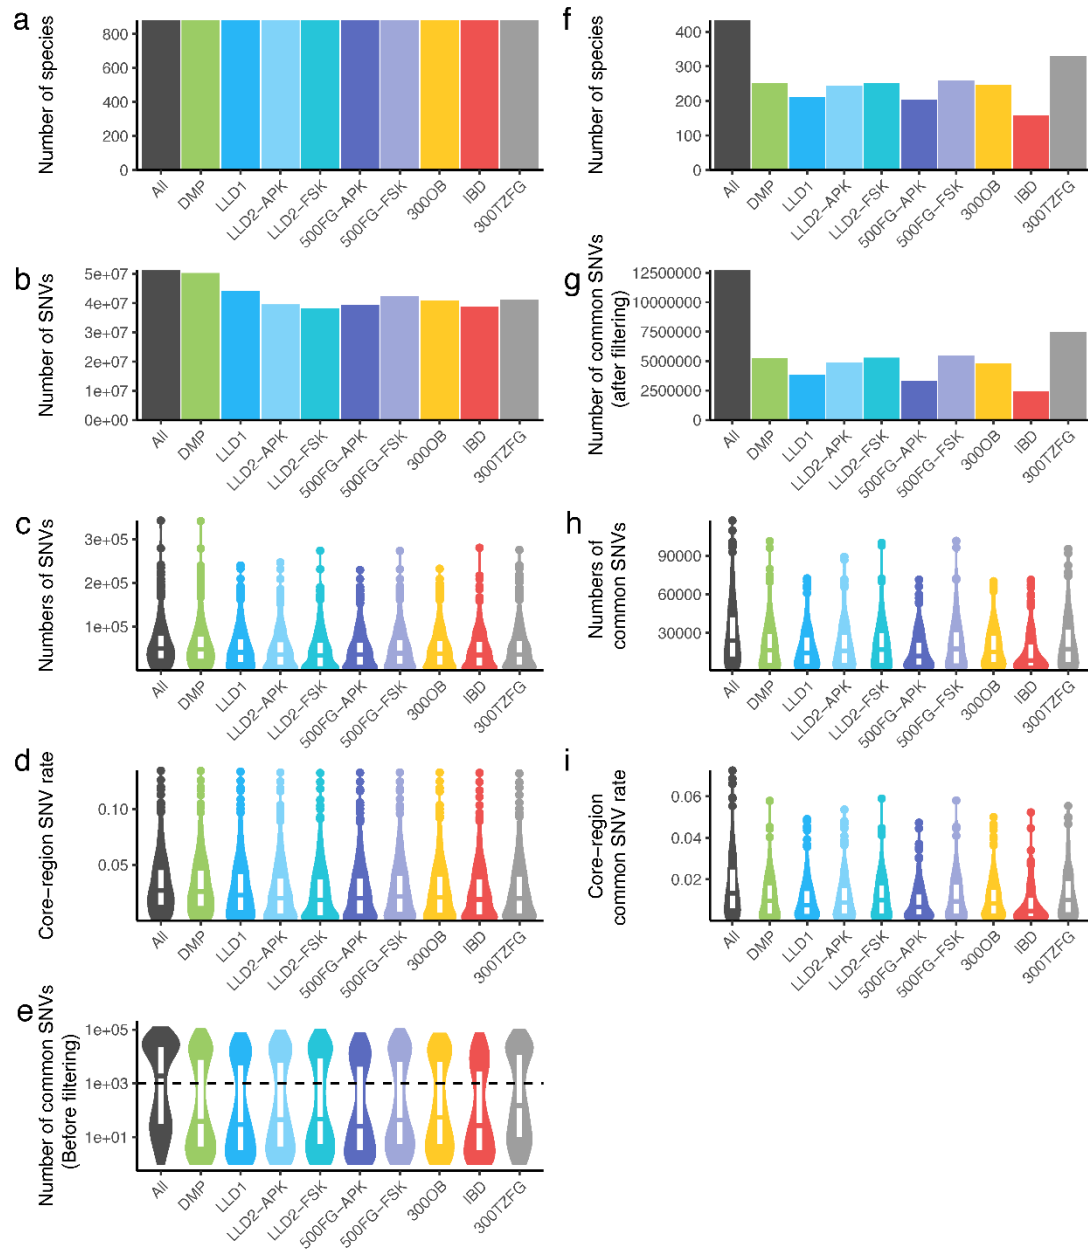 a
Number of species
800
600
400
200
0
All
DMP
LLD1
LLD2−APK
LLD2−FSK
500FG−APK
500FG−FSK
300OB
IBD
300TZFG
f
Number of species
400
300
200
100
0
All
DMP
LLD1
LLD2−APK
LLD2−FSK
500FG−APK
500FG−FSK
300OB
IBD
300TZFG
b
Number of SNVs
5e+07
4e+07
3e+07
2e+07
1e+07
0e+00
All
DMP
LLD1
LLD2−APK
LLD2−FSK
500FG−APK
500FG−FSK
300OB
IBD
300TZFG
g
Number of common SNVs
(after filtering)
12500000
10000000
7500000
5000000
2500000
0
All
DMP
LLD1
LLD2−APK
LLD2−FSK
500FG−APK
500FG−FSK
300OB
IBD
300TZFG
c
Numbers of SNVs
3e+05
2e+05
1e+05
All
DMP
LLD1
LLD2−APK
LLD2−FSK
500FG−APK
500FG−FSK
300OB
IBD
300TZFG
h
Numbers of
common SNVs
90000
60000
30000
All
DMP
LLD1
LLD2−APK
LLD2−FSK
500FG−APK
500FG−FSK
300OB
IBD
300TZFG
d
Core−region SNV rate
0.10
0.05
All
DMP
LLD1
LLD2−APK
LLD2−FSK
500FG−APK
500FG−FSK
300OB
IBD
300TZFG
i
Core−region
common SNV rate
0.06
0.04
0.02
All
DMP
LLD1
LLD2−APK
LLD2−FSK
500FG−APK
500FG−FSK
300OB
IBD
300TZFG
e
Number of common SNVs
(Before filtering)
1e+05
1e+03
1e+01
All
DMP
LLD1
LLD2−APK
LLD2−FSK
500FG−APK
500FG−FSK
300OB
IBD
300TZFG